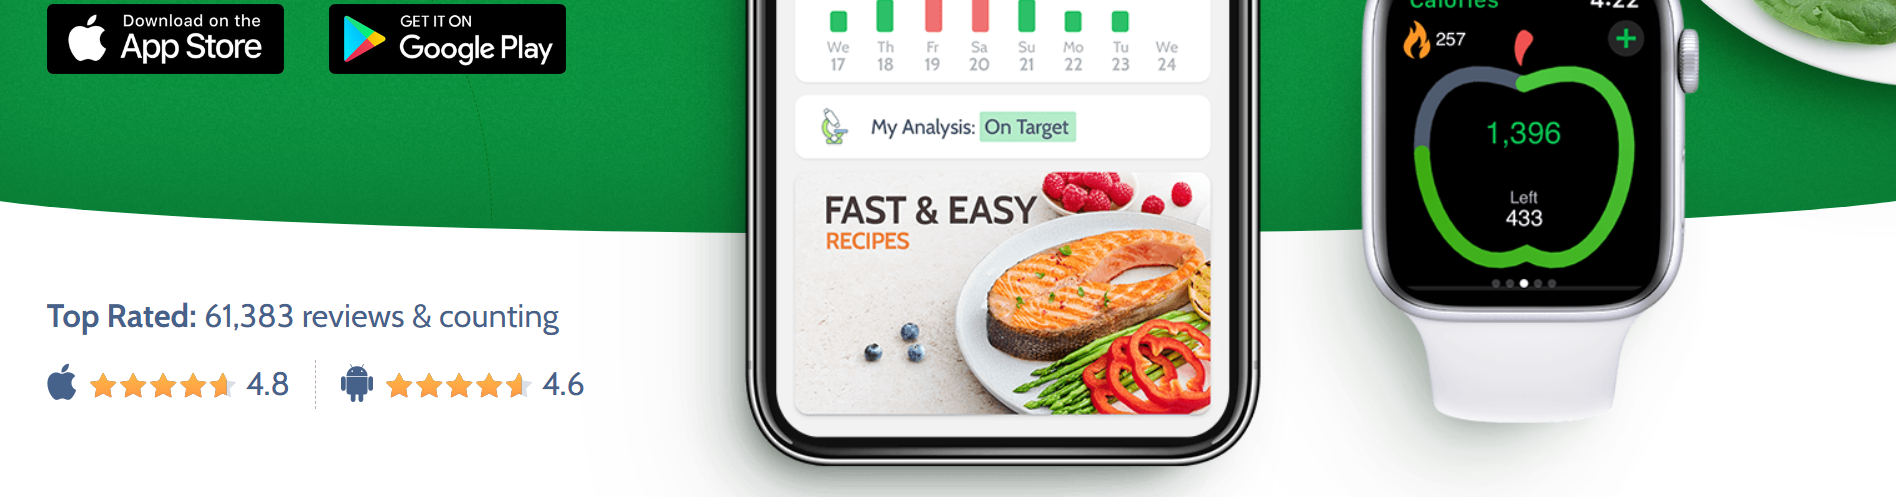 Download on the
App Store
GET IT ON
Google Play
We Th Fr Sa Su Mo Tu We
17 18 19 20 21 22 23 24
My Analysis: On Target
FAST & EASY
RECIPES
Calories 4:22
257
1,396
Left
433
Top Rated: 61,383 reviews & counting
4.8 4.6